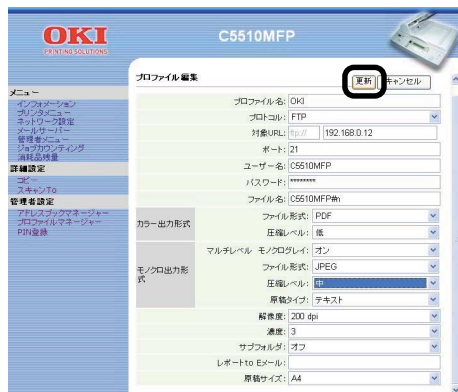 OKI
PRINTING SOLUTIONS
C5510MFP
プロファイル編集
更新
キャンセル
メニュー
インフォメーション
プリンタメニュー
ネットワーク設定
メールサーバー
管理者メニュー
ジョブカウンティング
消耗品残量
詳細設定
コピー
スキャンTo
管理者設定
アドレスブックマネージャー
プロファイルマネージャー
PIN登録
プロファイル名: OKI
プロトコル: FTP
対象URL: ftp:// 192.168.0.12
ポート: 21
ユーザー名: C5510MFP
パスワード: ********
ファイル名: C5510MFP#n
カラー出力形式
ファイル形式: PDF
圧縮レベル: 低
モノクロ出力形式
マルチレベル モノクログレイ: オン
ファイル形式: JPEG
圧縮レベル: 中
原稿タイプ: テキスト
解像度: 200 dpi
濃度: 3
サブフォルダ: オフ
レポートto Eメール:
原稿サイズ: A4